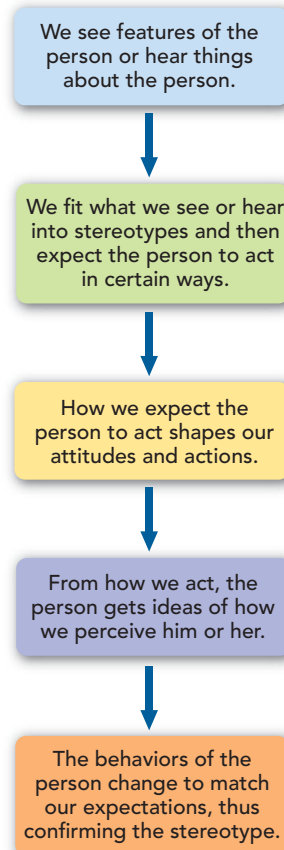 We see features of the
person or hear things
about the person.
We fit what we see or hear
into stereotypes and then
expect the person to act
in certain ways.
How we expect the
person to act shapes our
attitudes and actions.
From how we act, the
person gets ideas of how
we perceive him or her.
The behaviors of the
person change to match
our expectations, thus
confirming the stereotype.